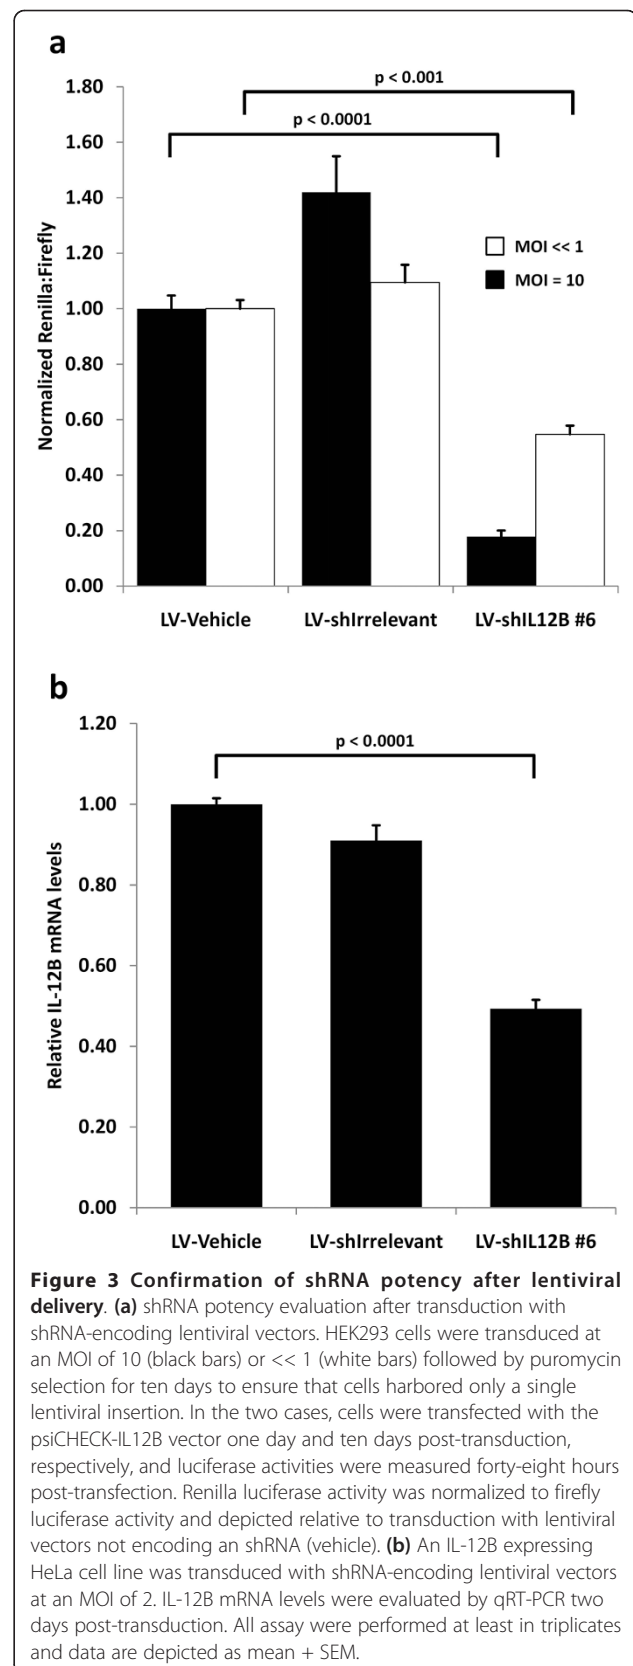 a
p < 0.001
p < 0.0001
1.80
1.60
1.40
1.20
1.00
0.80
0.60
0.40
0.20
0.00
Normalized Renilla:Firefly
MOI << 1
MOI = 10
LV-Vehicle LV-shIrrelevant LV-shIL12B #6
b
p < 0.0001
1.20
1.00
0.80
0.60
0.40
0.20
0.00
Relative IL-12B mRNA levels
LV-Vehicle LV-shIrrelevant LV-shIL12B #6
Figure 3 Confirmation of shRNA potency after lentiviral
delivery. (a) shRNA potency evaluation after transduction with
shRNA-encoding lentiviral vectors. HEK293 cells were transduced at
an MOI of 10 (black bars) or << 1 (white bars) followed by puromycin
selection for ten days to ensure that cells harbored only a single
lentiviral insertion. In the two cases, cells were transfected with the
psiCHECK-IL12B vector one day and ten days post-transduction,
respectively, and luciferase activities were measured forty-eight hours
post-transfection. Renilla luciferase activity was normalized to firefly
luciferase activity and depicted relative to transduction with lentiviral
vectors not encoding an shRNA (vehicle). (b) An IL-12B expressing
HeLa cell line was transduced with shRNA-encoding lentiviral vectors
at an MOI of 2. IL-12B mRNA levels were evaluated by qRT-PCR two
days post-transduction. All assay were performed at least in triplicates
and data are depicted as mean + SEM.